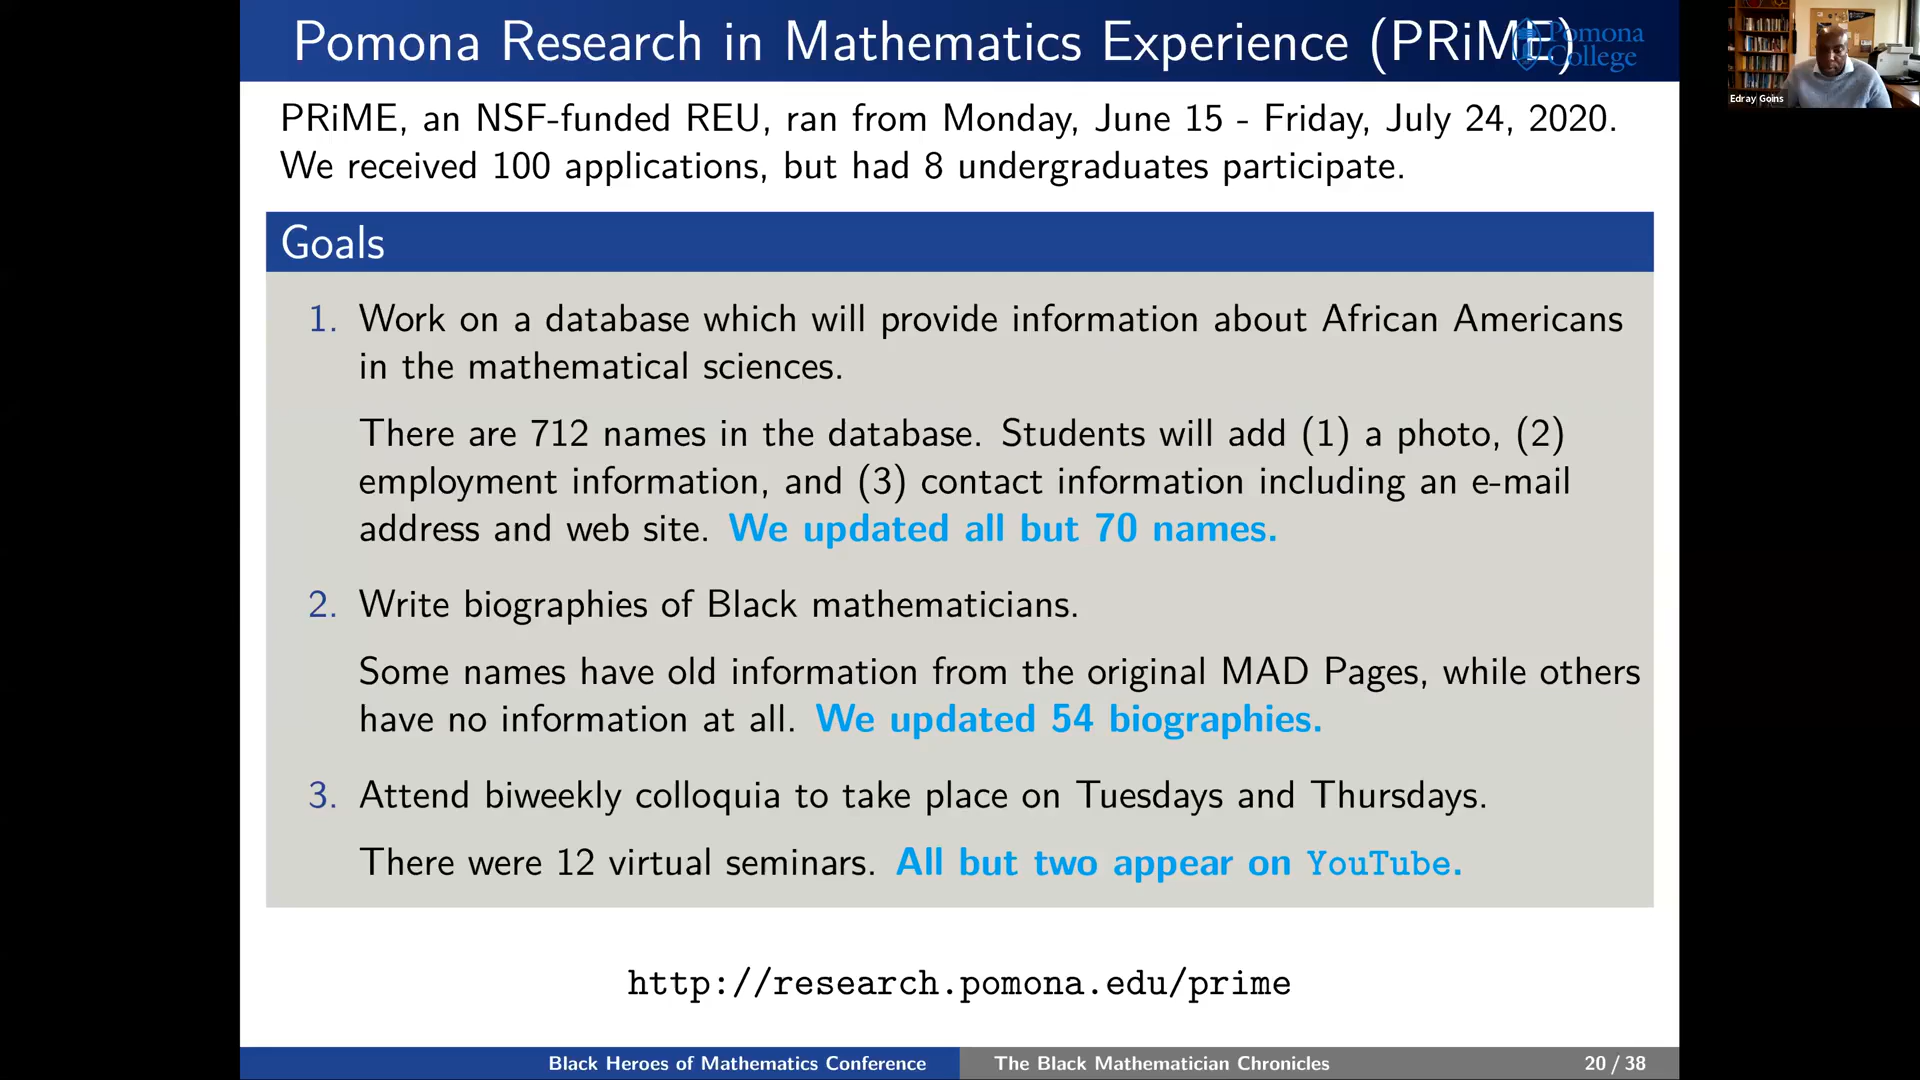 Pomona Research in Mathematics Experience (PRiME)
Pomona
College
Edray Goins
PRiME, an NSF-funded REU, ran from Monday, June 15 - Friday, July 24, 2020.
We received 100 applications, but had 8 undergraduates participate.
Goals
1. Work on a database which will provide information about African Americans
in the mathematical sciences.
There are 712 names in the database. Students will add (1) a photo, (2)
employment information, and (3) contact information including an e-mail
address and web site. We updated all but 70 names.
2. Write biographies of Black mathematicians.
Some names have old information from the original MAD Pages, while others
have no information at all. We updated 54 biographies.
3. Attend biweekly colloquia to take place on Tuesdays and Thursdays.
There were 12 virtual seminars. All but two appear on YouTube.
http://research.pomona.edu/prime
Black Heroes of Mathematics Conference
The Black Mathematician Chronicles
20 / 38